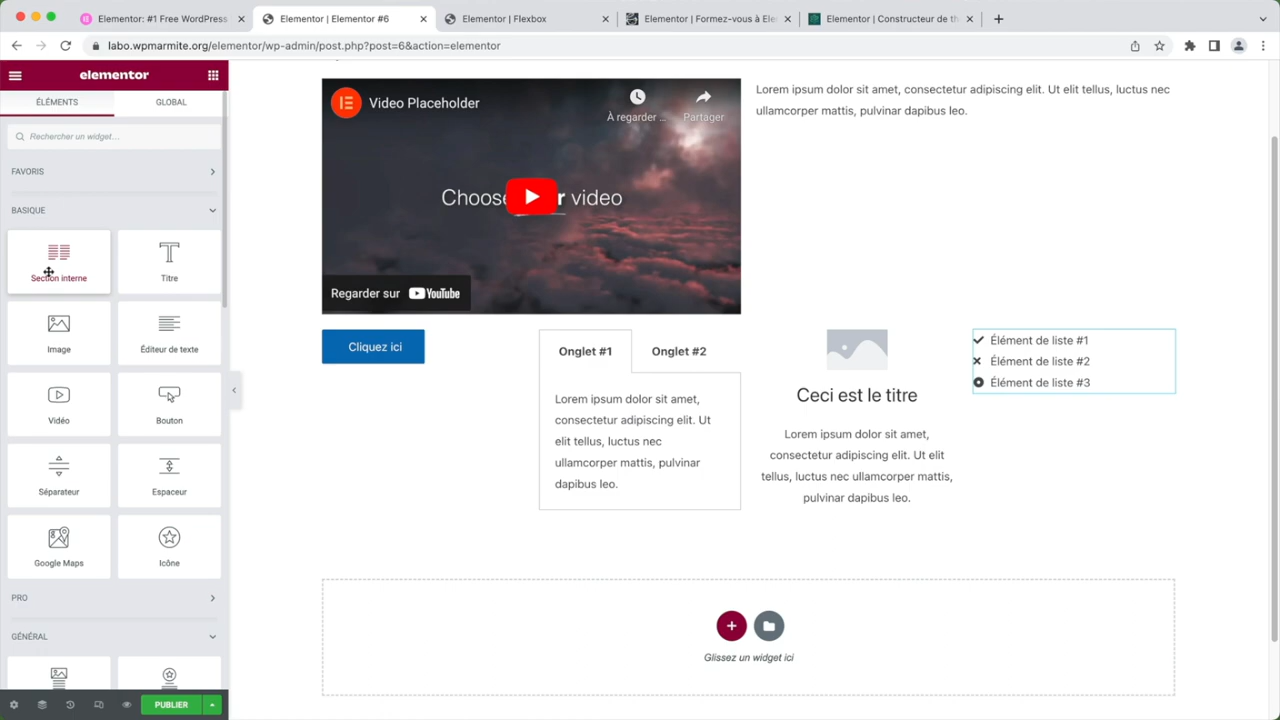 Elementor: #1 Free WordPress
Elementor | Elementor #6
Elementor | Flexbox
Elementor | Formez-vous à Ele
Elementor | Constructeur de th
labo.wpmarmite.org/elementor/wp-admin/post.php?post=6&action=elementor
elementor
ÉLÉMENTS
GLOBAL
Rechercher un widget...
FAVORIS
BASIQUE
Section interne
Titre
Image
Éditeur de texte
Vidéo
Bouton
Séparateur
Espaceur
Google Maps
Icône
PRO
GÉNÉRAL
PUBLIER
Video Placeholder
À regarder ...
Partager
Choose
r video
Regarder sur YouTube
Lorem ipsum dolor sit amet, consectetur adipiscing elit. Ut elit tellus, luctus nec
ullamcorper mattis, pulvinar dapibus leo.
Cliquez ici
Onglet #1
Onglet #2
Lorem ipsum dolor sit amet,
consectetur adipiscing elit. Ut
elit tellus, luctus nec
ullamcorper mattis, pulvinar
dapibus leo.
Ceci est le titre
Lorem ipsum dolor sit amet,
consectetur adipiscing elit. Ut elit
tellus, luctus nec ullamcorper mattis,
pulvinar dapibus leo.
Élément de liste #1
Élément de liste #2
Élément de liste #3
Glissez un widget ici